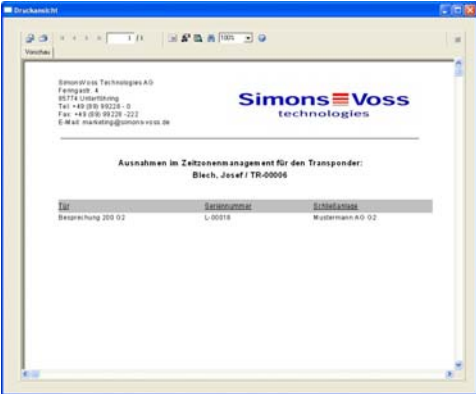 Druckansicht
1 / 1
100%
Vorschau
SimonsVoss Technologies AG
Feringastr. 4
85774 Unterföhring
Tel: +49 (89) 99228 - 0
Fax: +49 (89) 99228 -222
E-Mail: marketing@simons-voss.de
Simons Voss
technologies
Ausnahmen im Zeitzonenmanagement für den Transponder:
Blech, Josef / TR-00006
Tür Seriennummer Schließanlage
Besprechung 200 G2 L-00018 Mustermann AG G2